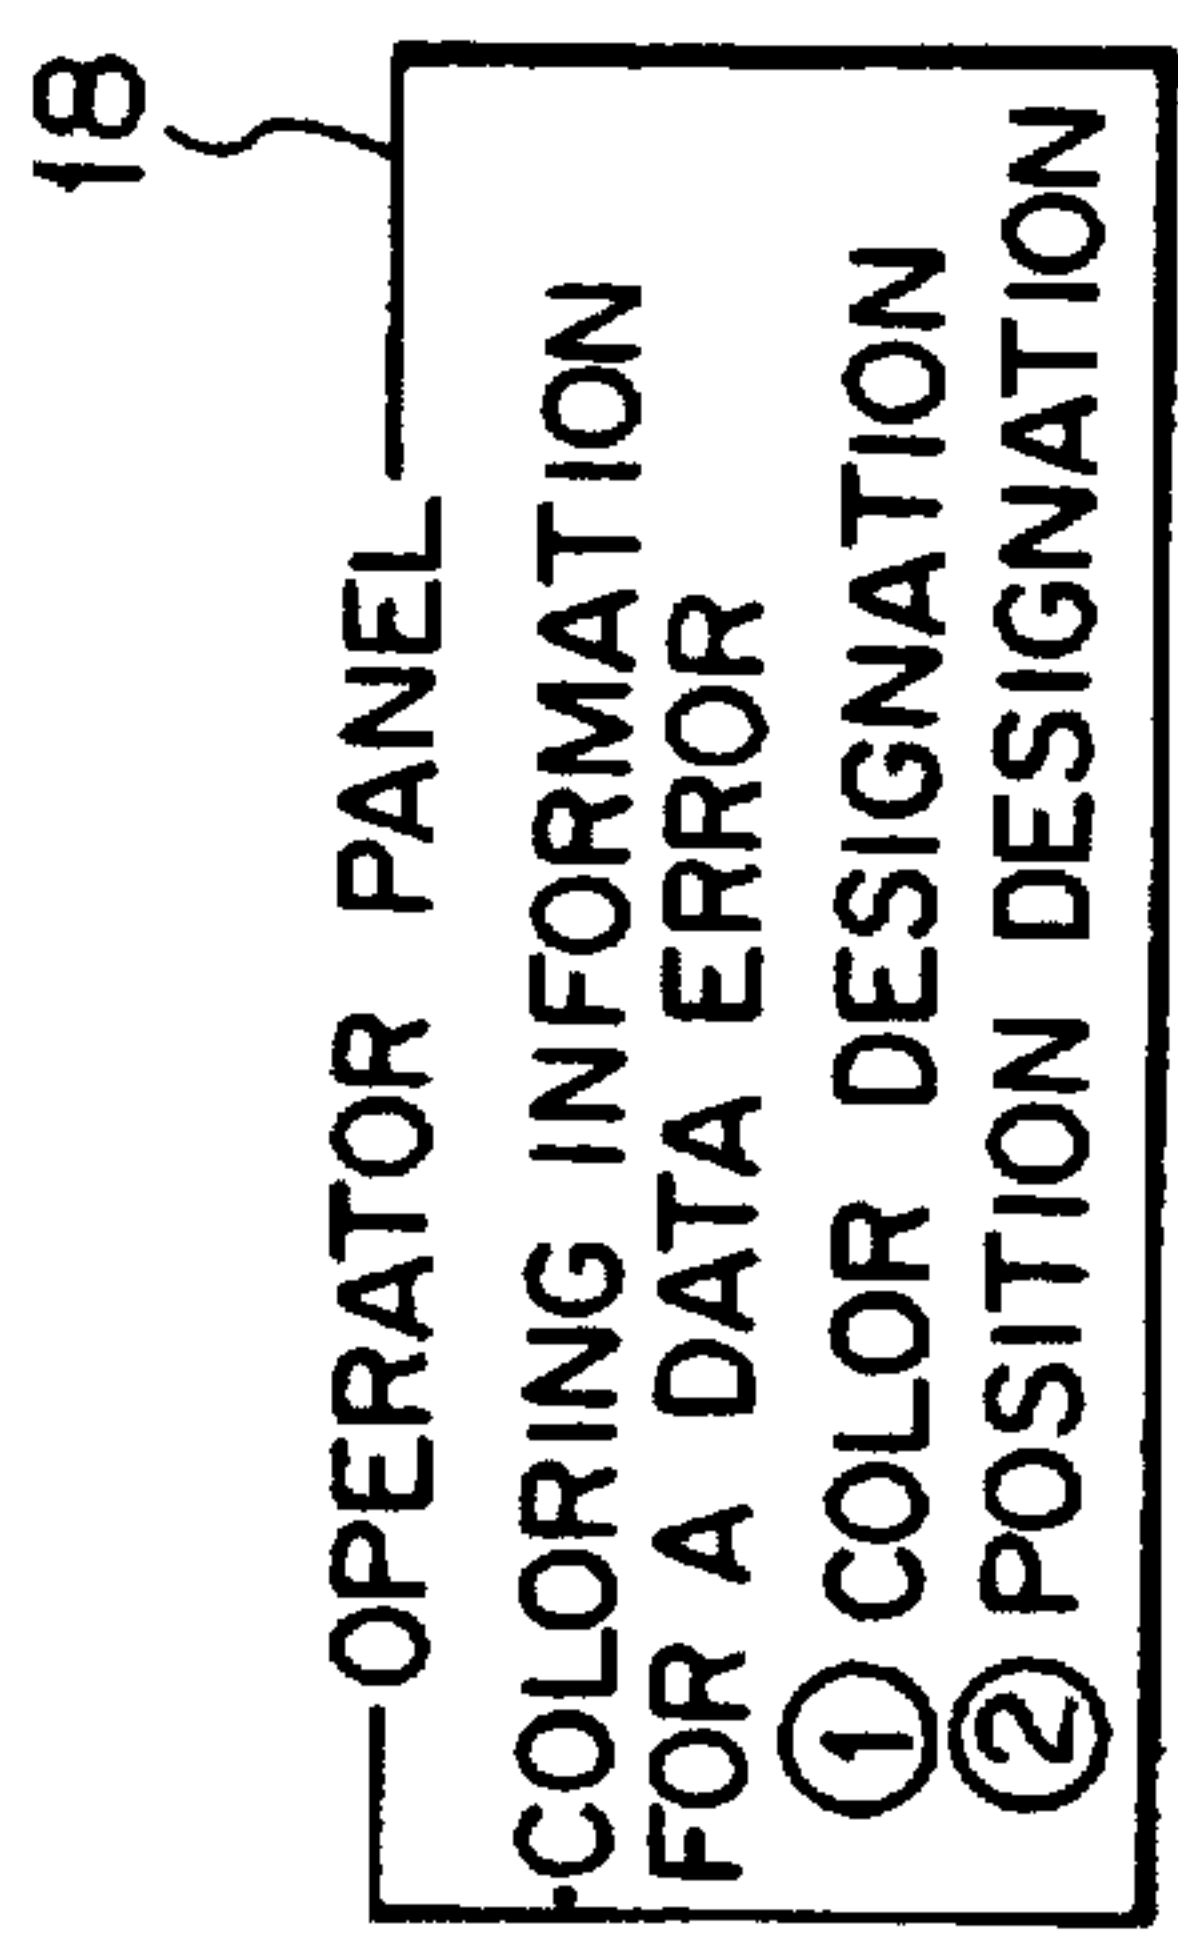 18
OPERATOR PANEL
·COLORING INFORMATION
FOR A DATA ERROR
① COLOR DESIGNATION
② POSITION DESIGNATION